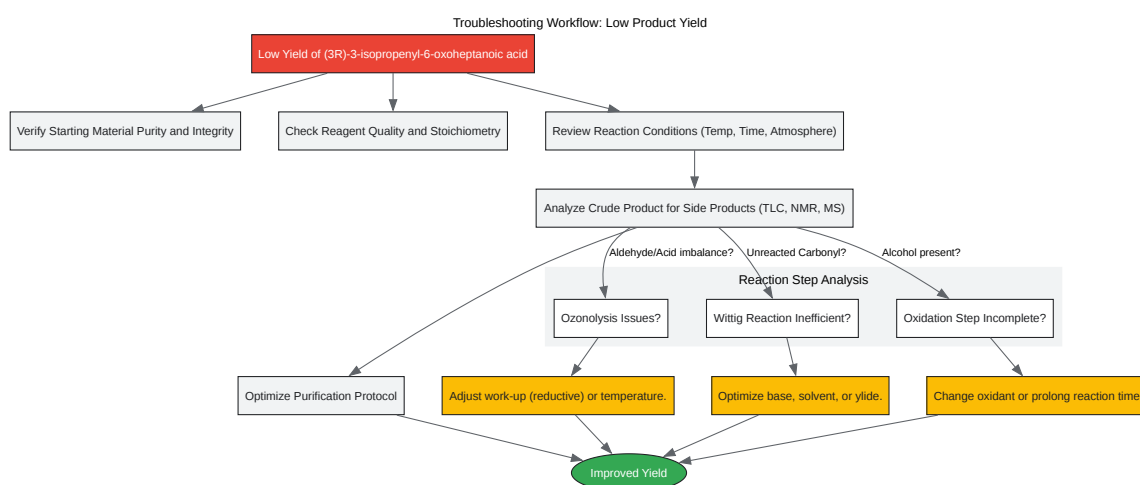 Troubleshooting Workflow: Low Product Yield
Low Yield of (3R)-3-isopropenyl-6-oxoheptanoic acid
Verify Starting Material Purity and Integrity
Check Reagent Quality and Stoichiometry
Review Reaction Conditions (Temp, Time, Atmosphere)
Analyze Crude Product for Side Products (TLC, NMR, MS)
Aldehyde/Acid imbalance?
Unreacted Carbonyl?
Alcohol present?
Reaction Step Analysis
Ozonolysis Issues?
Wittig Reaction Inefficient?
Oxidation Step Incomplete?
Optimize Purification Protocol
Adjust work-up (reductive) or temperature.
Optimize base, solvent, or ylide.
Change oxidant or prolong reaction time
Improved Yield